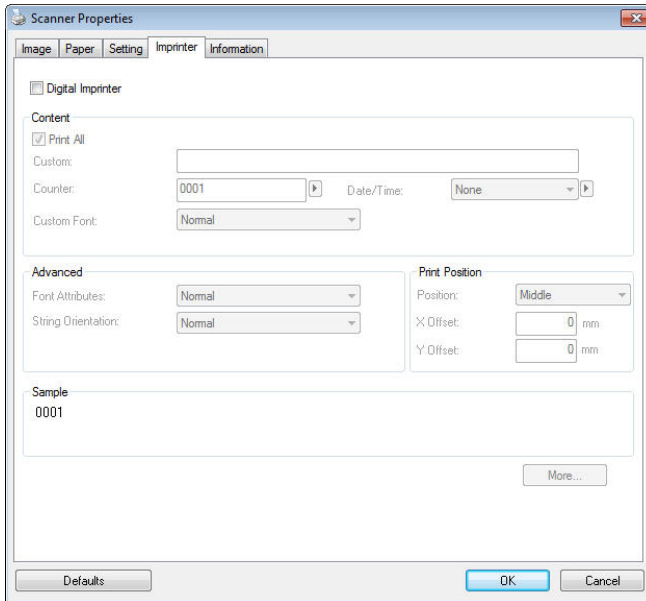 Scanner Properties
Image Paper Setting Imprinter Information
Digital Imprinter
Content
Print All
Custom:
Counter: 0001 Date/Time: None
Custom Font: Normal
Advanced
Font Attributes: Normal
String Orientation: Normal
Print Position
Position: Middle
X Offset: 0 mm
Y Offset: 0 mm
Sample
0001
More...
Defaults OK Cancel